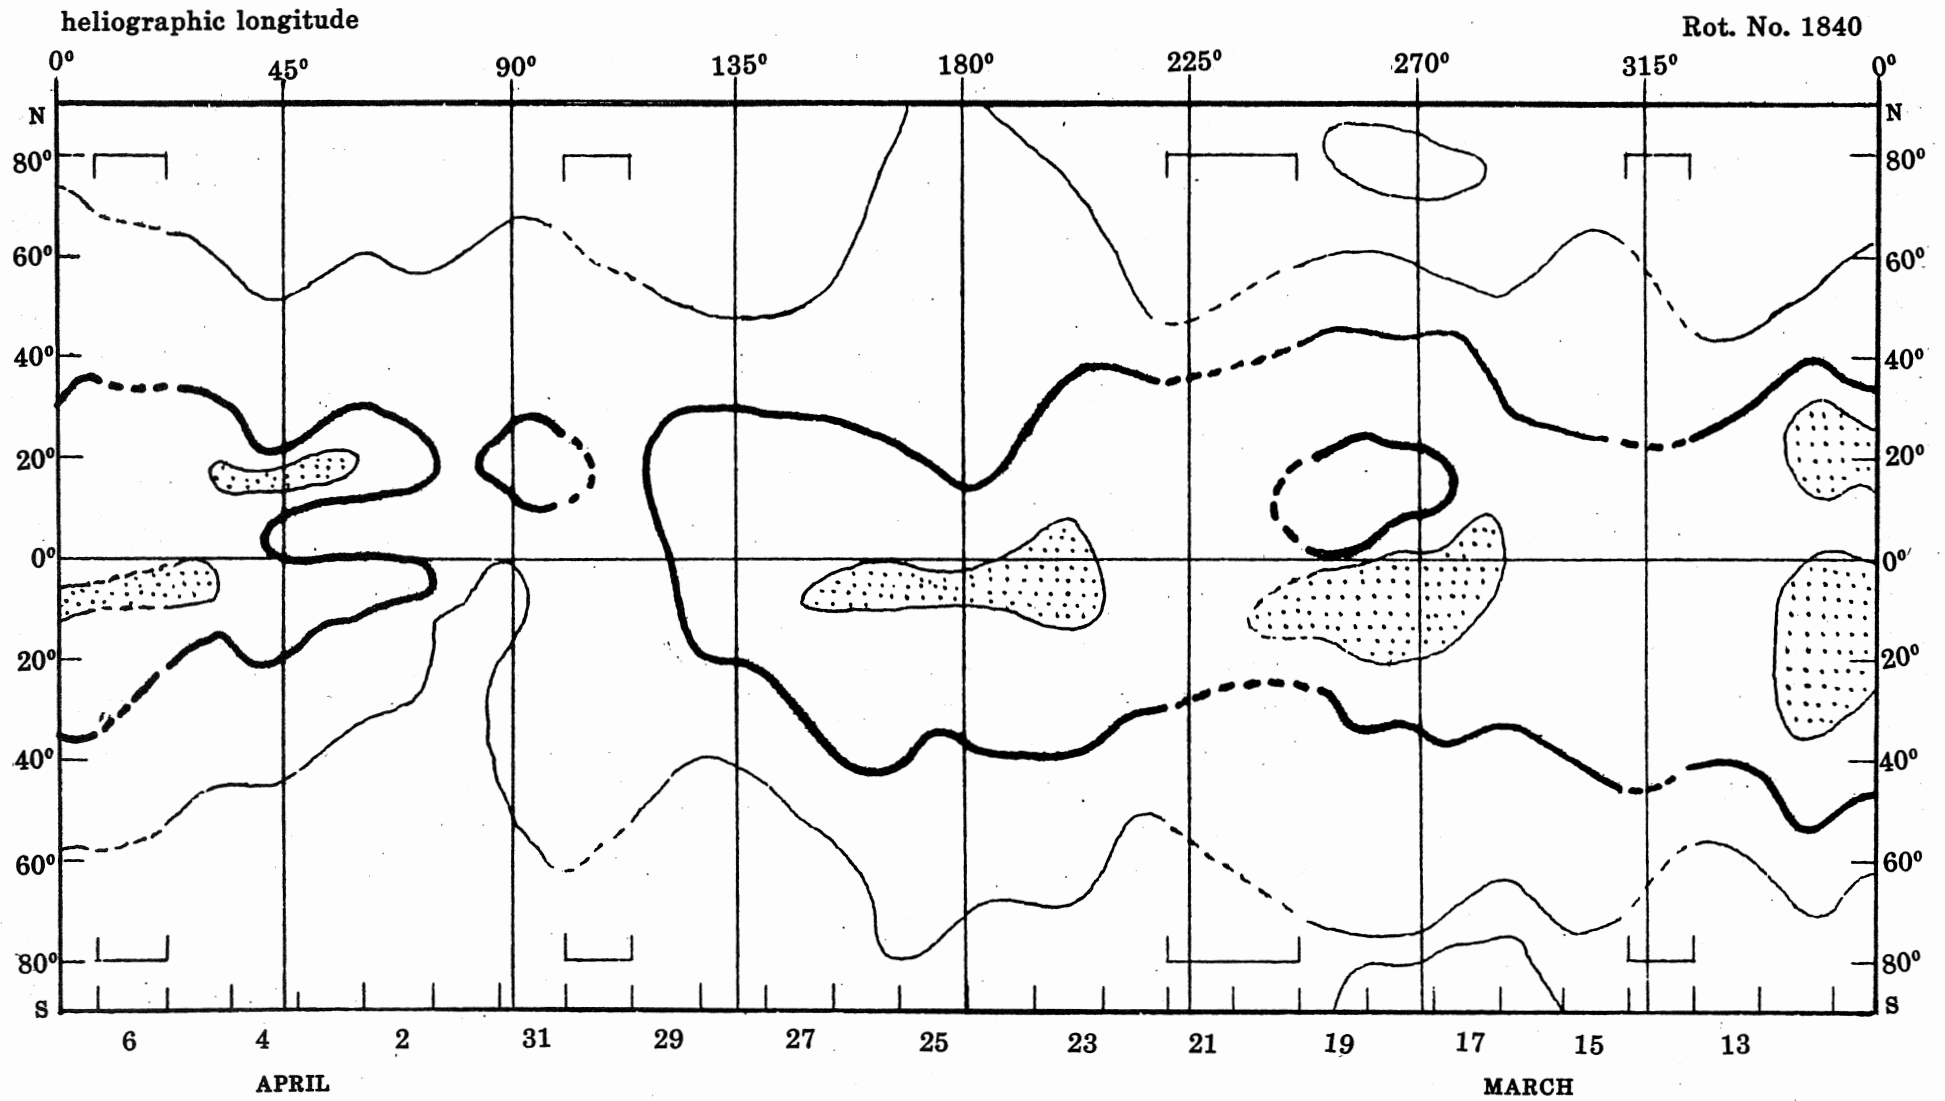 heliographic longitude Rot. No. 1840
0° 45° 90° 135° 180° 225° 270° 315° 0°
N N
80° 80°
60° 60°
40° 40°
20° 20°
0° 0°
20° 20°
40° 40°
60° 60°
80° 80°
S S
6 4 2 31 29 27 25 23 21 19 17 15 13
APRIL MARCH